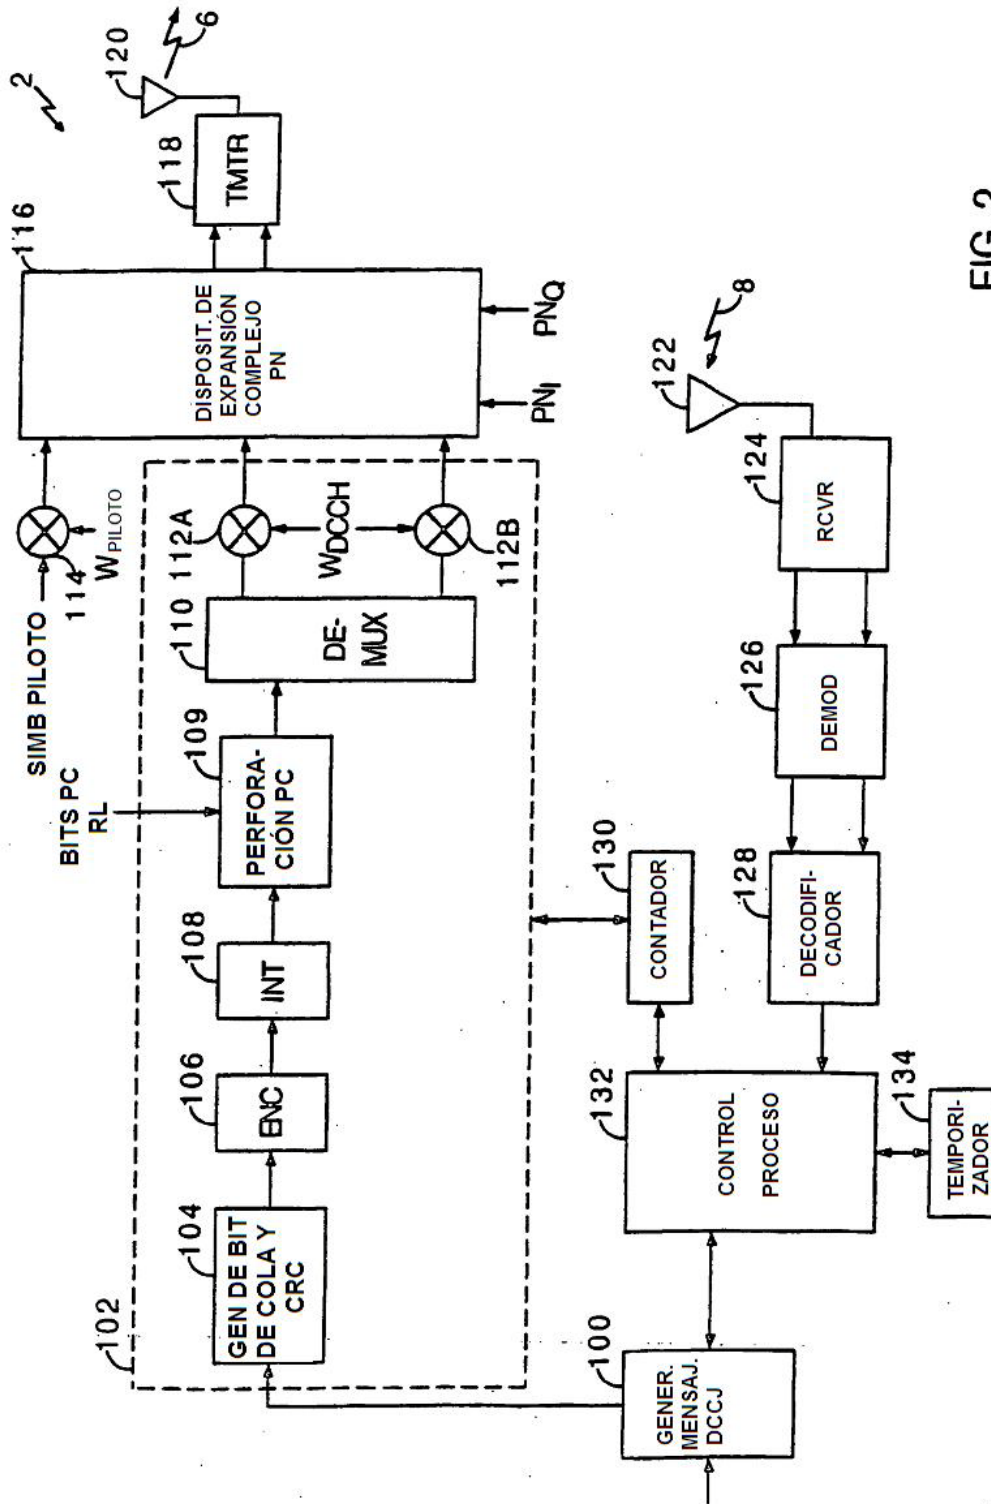 2
120
6
118
TMTR
116
DISPOSIT. DE
EXPANSIÓN
COMPLEJO
PN
PNI
PNQ
SIMB PILOTO
114
WPILOTO
BITS PC
RL
102
104
GEN DE BIT
DE COLA Y
CRC
106
ENC
108
INT
109
PERFORA-
CIÓN PC
110
DE-
MUX
112A
WDCCH
112B
122
8
124
RCVR
126
DEMOD
128
DECODIFI-
CADOR
130
CONTADOR
132
CONTROL
PROCESO
134
TEMPORI-
ZADOR
100
GENER.
MENSAJ.
DCCJ
FIG.